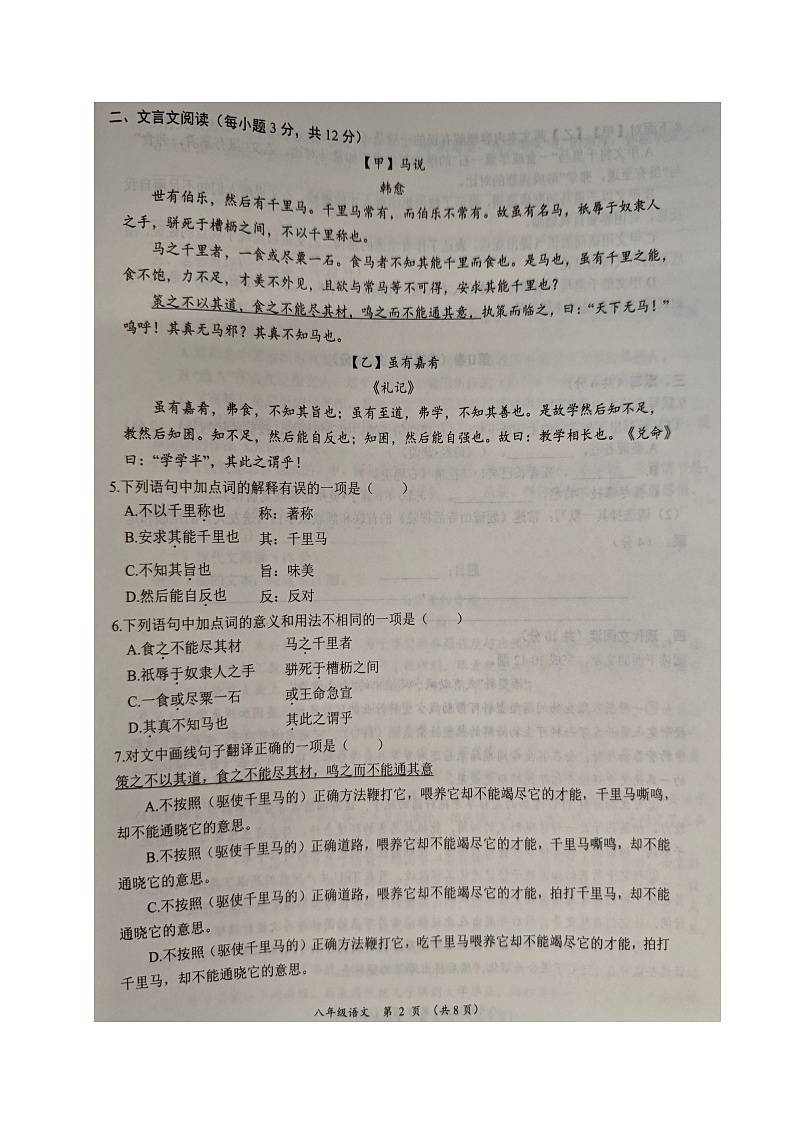 二、文言文阅读（每小题3分，共12分）
【甲】马说
韩愈
世有伯乐，然后有千里马。千里马常有，而伯乐不常有。故虽有名马，祇辱于奴隶人
之手，骈死于槽枥之间，不以千里称也。
马之千里者，一食或尽粟一石。食马者不知其能千里而食也。是马也，虽有千里之能，
食不饱，力不足，才美不外见，且欲与常马等不可得，安求其能千里也？
策之不以其道，食之不能尽其材，鸣之而不能通其意，执策而临之，曰：“天下无马！”
呜呼！其真无马邪？其真不知马也。
【乙】虽有嘉肴
《礼记》
虽有嘉肴，弗食，不知其旨也；虽有至道，弗学，不知其善也。是故学然后知不足，
教然后知困。知不足，然后能自反也；知困，然后能自强也。故曰：教学相长也。《兑命》
曰：“学学半”，其此之谓乎！
5.下列语句中加点词的解释有误的一项是（　　）
A.不以千里称也　　称：著称
B.安求其能千里也　　其：千里马
C.不知其旨也　　旨：味美
D.然后能自反也　　反：反对
6.下列语句中加点词的意义和用法不相同的一项是（　　）
A.食之不能尽其材　　马之千里者
B.祇辱于奴隶人之手　　骈死于槽枥之间
C.一食或尽粟一石　　或王命急宣
D.其真不知马也　　其此之谓乎
7.对文中画线句子翻译正确的一项是（　　）
策之不以其道，食之不能尽其材，鸣之而不能通其意
A.不按照（驱使千里马的）正确方法鞭打它，喂养它却不能竭尽它的才能，千里马嘶鸣，
却不能通晓它的意思。
B.不按照（驱使千里马的）正确道路，喂养它却不能竭尽它的才能，千里马嘶鸣，却不能
通晓它的意思。
C.不按照（驱使千里马的）正确道路，喂养它却不能竭尽它的才能，拍打千里马，却不能
通晓它的意思。
D.不按照（驱使千里马的）正确方法鞭打它，吃千里马喂养它却不能竭尽它的才能，拍打
千里马，却不能通晓它的意思。
八年级语文　第 2 页 （共8页）